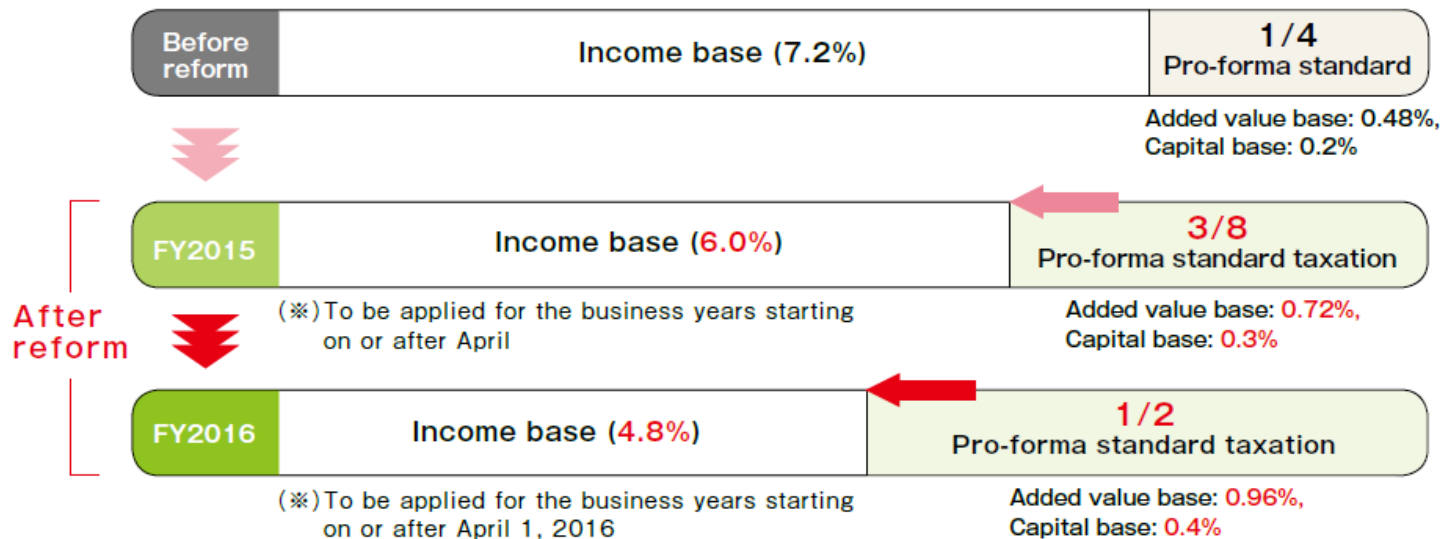 Before
reform
Income base (7.2%)
1/4
Pro-forma standard
Added value base: 0.48%,
Capital base: 0.2%
After
reform
FY2015
Income base (6.0%)
3/8
Pro-forma standard taxation
(※)To be applied for the business years starting
on or after April
Added value base: 0.72%,
Capital base: 0.3%
FY2016
Income base (4.8%)
1/2
Pro-forma standard taxation
(※)To be applied for the business years starting
on or after April 1, 2016
Added value base: 0.96%,
Capital base: 0.4%